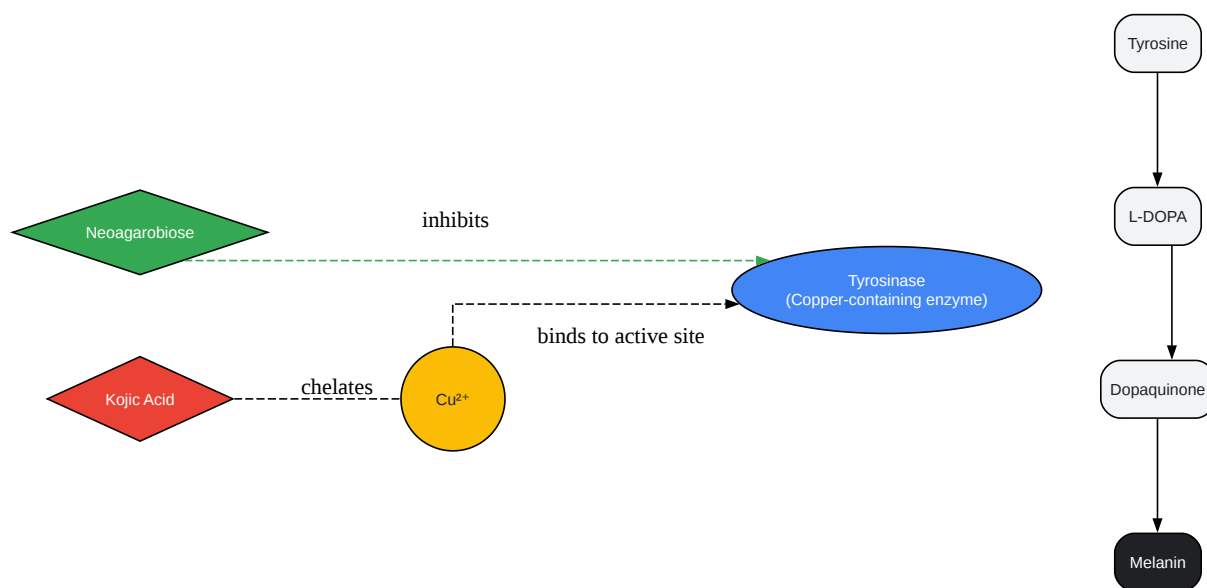 Tyrosine
L-DOPA
Neoagarobiose
inhibits
Tyrosinase
(Copper-containing enzyme)
binds to active site
chelates
Kojic Acid
Cu²⁺
Dopaquinone
Melanin